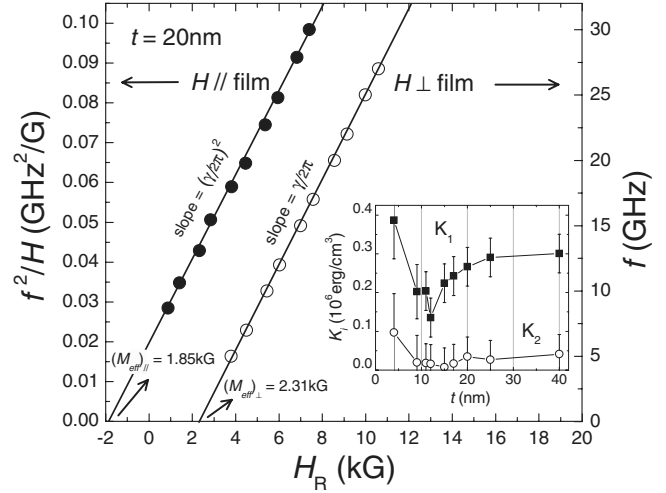 0.10
0.09
0.08
0.07
0.06
0.05
0.04
0.03
0.02
0.01
0.00
f²/H (GHz²/G)
t = 20nm
H // film
H ⊥ film
slope = (γ/2π)²
slope = γ/2π
(M_eff)_// = 1.85kG
(M_eff)_⊥ = 2.31kG
30
25
20
15
10
5
0
f (GHz)
0.4
0.3
0.2
0.1
0.0
K_i (10⁶erg/cm³)
K₁
K₂
0 10 20 30 40
t (nm)
-2 0 2 4 6 8 10 12 14 16 18 20
H_R (kG)